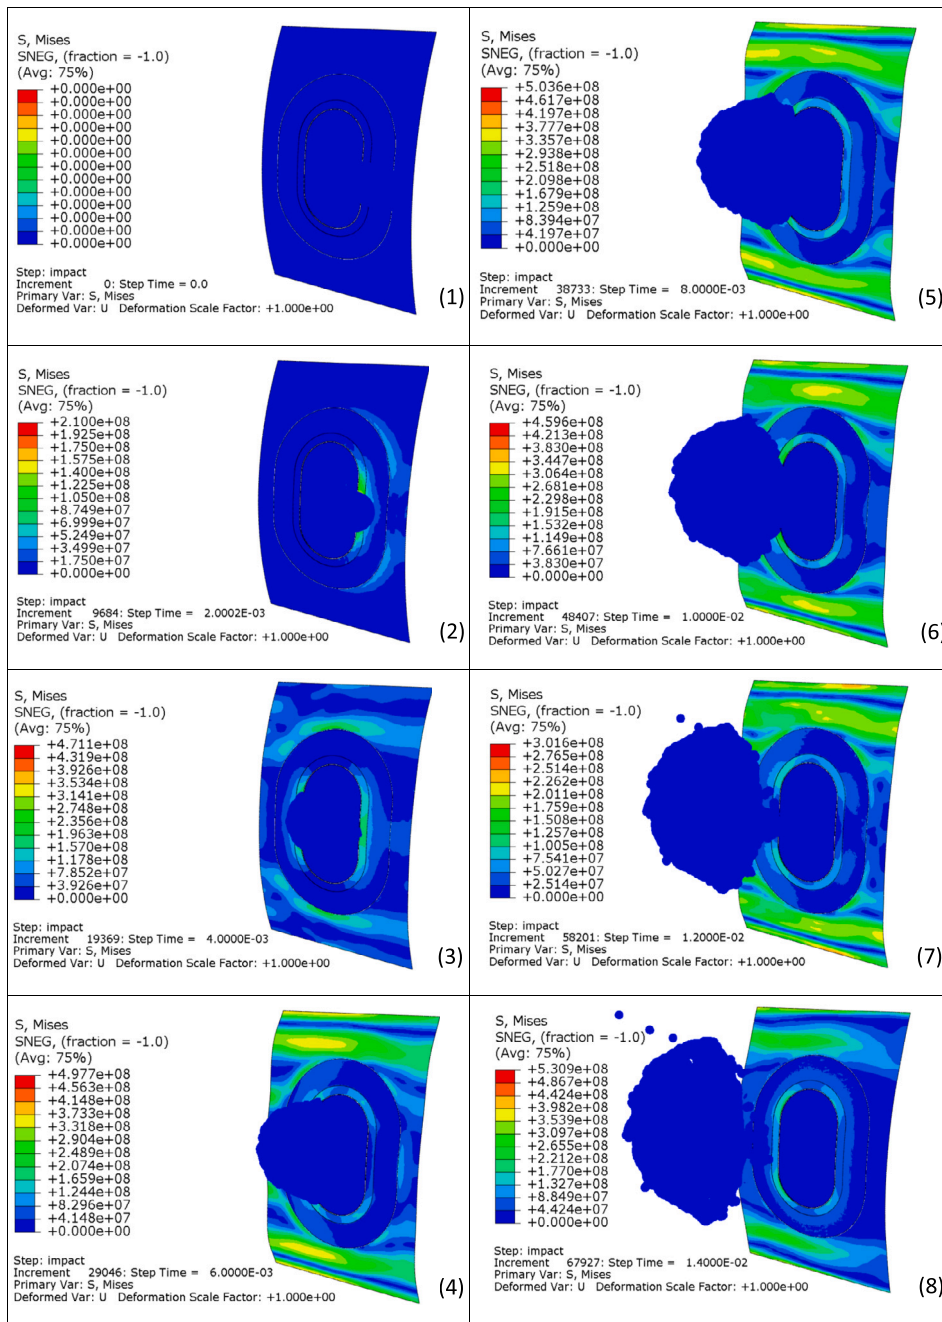 S, Mises
SNEG, (fraction = -1.0)
(Avg: 75%)
+0.000e+00
+0.000e+00
+0.000e+00
+0.000e+00
+0.000e+00
+0.000e+00
+0.000e+00
+0.000e+00
+0.000e+00
+0.000e+00
+0.000e+00
+0.000e+00
+0.000e+00
Step: impact
Increment 0: Step Time = 0.0
Primary Var: S, Mises
Deformed Var: U Deformation Scale Factor: +1.000e+00
(1)
S, Mises
SNEG, (fraction = -1.0)
(Avg: 75%)
+2.100e+08
+1.925e+08
+1.750e+08
+1.575e+08
+1.400e+08
+1.225e+08
+1.050e+08
+8.749e+07
+6.999e+07
+5.249e+07
+3.499e+07
+1.750e+07
+0.000e+00
Step: impact
Increment 9684: Step Time = 2.0002E-03
Primary Var: S, Mises
Deformed Var: U Deformation Scale Factor: +1.000e+00
(2)
S, Mises
SNEG, (fraction = -1.0)
(Avg: 75%)
+4.711e+08
+4.319e+08
+3.926e+08
+3.534e+08
+3.141e+08
+2.748e+08
+2.356e+08
+1.963e+08
+1.570e+08
+1.178e+08
+7.852e+07
+3.926e+07
+0.000e+00
Step: impact
Increment 19369: Step Time = 4.0000E-03
Primary Var: S, Mises
Deformed Var: U Deformation Scale Factor: +1.000e+00
(3)
S, Mises
SNEG, (fraction = -1.0)
(Avg: 75%)
+4.977e+08
+4.563e+08
+4.148e+08
+3.733e+08
+3.318e+08
+2.904e+08
+2.489e+08
+2.074e+08
+1.659e+08
+1.244e+08
+8.296e+07
+4.148e+07
+0.000e+00
Step: impact
Increment 29046: Step Time = 6.0000E-03
Primary Var: S, Mises
Deformed Var: U Deformation Scale Factor: +1.000e+00
(4)
S, Mises
SNEG, (fraction = -1.0)
(Avg: 75%)
+5.036e+08
+4.617e+08
+4.197e+08
+3.777e+08
+3.357e+08
+2.938e+08
+2.518e+08
+2.098e+08
+1.679e+08
+1.259e+08
+8.394e+07
+4.197e+07
+0.000e+00
Step: impact
Increment 38733: Step Time = 8.0000E-03
Primary Var: S, Mises
Deformed Var: U Deformation Scale Factor: +1.000e+00
(5)
S, Mises
SNEG, (fraction = -1.0)
(Avg: 75%)
+4.596e+08
+4.213e+08
+3.830e+08
+3.447e+08
+3.064e+08
+2.681e+08
+2.298e+08
+1.915e+08
+1.532e+08
+1.149e+08
+7.661e+07
+3.830e+07
+0.000e+00
Step: impact
Increment 48407: Step Time = 1.0000E-02
Primary Var: S, Mises
Deformed Var: U Deformation Scale Factor: +1.000e+00
(6)
S, Mises
SNEG, (fraction = -1.0)
(Avg: 75%)
+3.016e+08
+2.765e+08
+2.514e+08
+2.262e+08
+2.011e+08
+1.759e+08
+1.508e+08
+1.257e+08
+1.005e+08
+7.541e+07
+5.027e+07
+2.514e+07
+0.000e+00
Step: impact
Increment 58201: Step Time = 1.2000E-02
Primary Var: S, Mises
Deformed Var: U Deformation Scale Factor: +1.000e+00
(7)
S, Mises
SNEG, (fraction = -1.0)
(Avg: 75%)
+5.309e+08
+4.867e+08
+4.424e+08
+3.982e+08
+3.539e+08
+3.097e+08
+2.655e+08
+2.212e+08
+1.770e+08
+1.327e+08
+8.849e+07
+4.424e+07
+0.000e+00
Step: impact
Increment 67927: Step Time = 1.4000E-02
Primary Var: S, Mises
Deformed Var: U Deformation Scale Factor: +1.000e+00
(8)